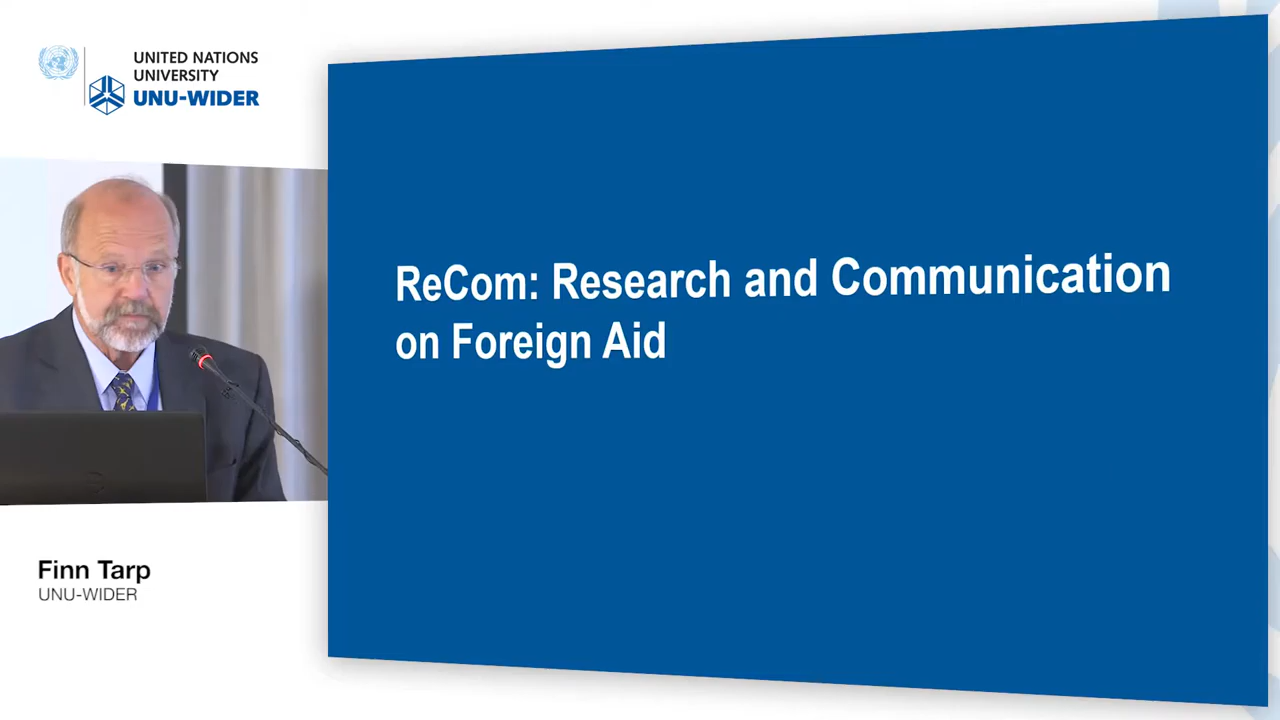 UNITED NATIONS
UNIVERSITY
UNU-WIDER
ReCom: Research and Communication
on Foreign Aid
Finn Tarp
UNU-WIDER